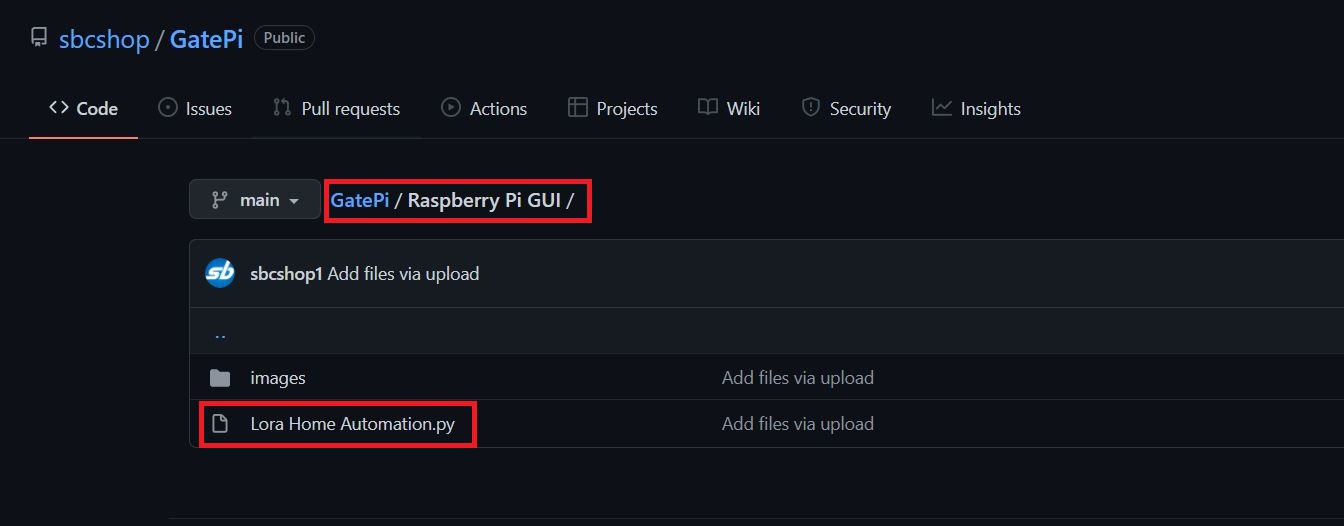 sbcshop / GatePi Public
Code Issues Pull requests Actions Projects Wiki Security Insights
main GatePi / Raspberry Pi GUI /
sb sbcshop1 Add files via upload
..
images Add files via upload
Lora Home Automation.py Add files via upload